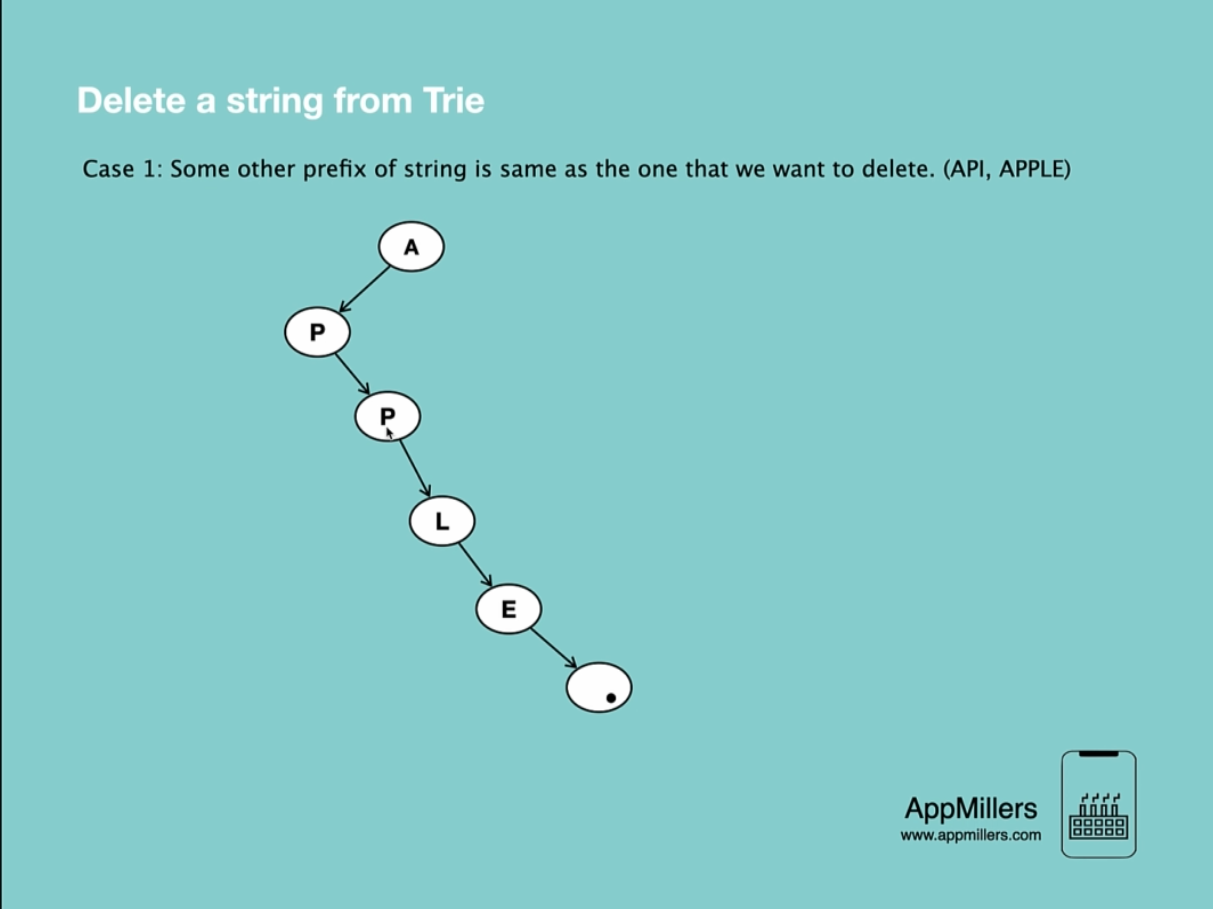 Delete a string from Trie
Case 1: Some other prefix of string is same as the one that we want to delete. (API, APPLE)
A
P
P
L
E
.
AppMillers
www.appmillers.com